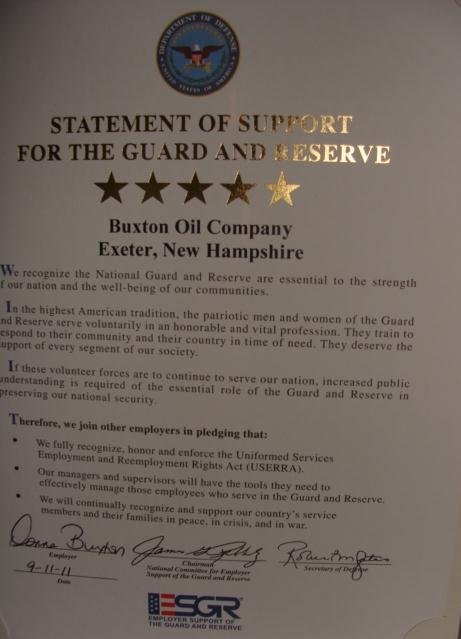 DEPARTMENT OF DEFENSE
UNITED STATES OF AMERICA
STATEMENT OF SUPPORT
FOR THE GUARD AND RESERVE
Buxton Oil Company
Exeter, New Hampshire
We recognize the National Guard and Reserve are essential to the strength
of our nation and the well-being of our communities.
In the highest American tradition, the patriotic men and women of the Guard
and Reserve serve voluntarily in an honorable and vital profession. They train to
respond to their community and their country in time of need. They deserve the
support of every segment of our society.
If these volunteer forces are to continue to serve our nation, increased public
understanding is required of the essential role of the Guard and Reserve in
preserving our national security.
Therefore, we join other employers in pledging that:
• We fully recognize, honor and enforce the Uniformed Services
Employment and Reemployment Rights Act (USERRA).
• Our managers and supervisors will have the tools they need to
effectively manage those employees who serve in the Guard and Reserve.
• We will continually recognize and support our country's service
members and their families in peace, in crisis, and in war.
Donna Buxton
Employer
9-11-11
Date
Chairman
National Committee for Employer
Support of the Guard and Reserve
Secretary of Defense
ESGR
EMPLOYER SUPPORT OF
THE GUARD AND RESERVE